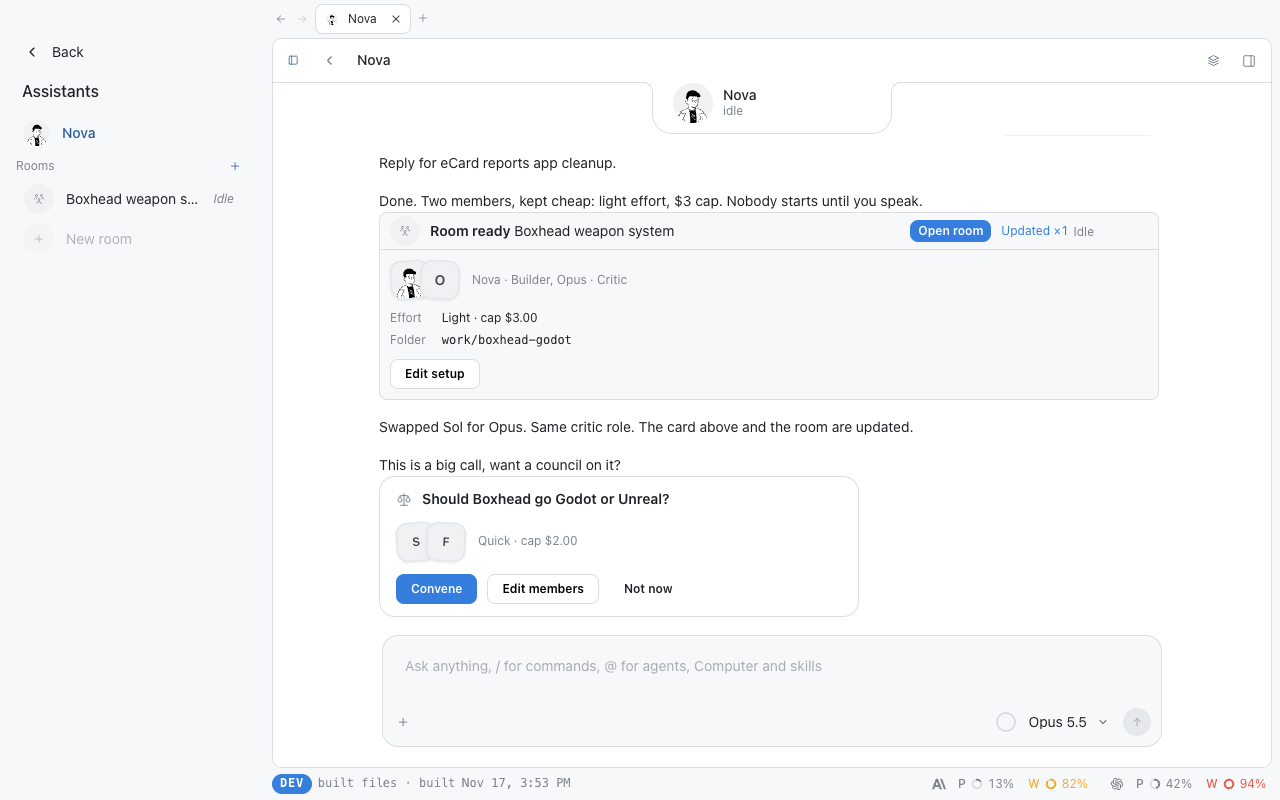 Nova
Back
Nova
Assistants
Nova
Rooms
Boxhead weapon s... Idle
New room
Nova
idle
Reply for eCard reports app cleanup.
Done. Two members, kept cheap: light effort, $3 cap. Nobody starts until you speak.
Room ready Boxhead weapon system Open room Updated ×1 Idle
O Nova · Builder, Opus · Critic
Effort Light · cap $3.00
Folder work/boxhead-godot
Edit setup
Swapped Sol for Opus. Same critic role. The card above and the room are updated.
This is a big call, want a council on it?
Should Boxhead go Godot or Unreal?
S F Quick · cap $2.00
Convene Edit members Not now
Ask anything, / for commands, @ for agents, Computer and skills
Opus 5.5
DEV built files · built Nov 17, 3:53 PM P 13% W 82% P 42% W 94%